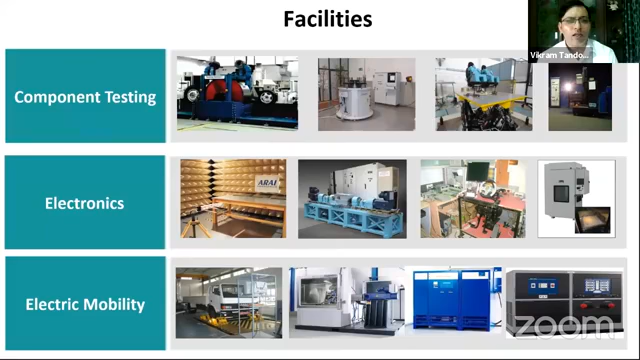 Facilities
Vikram Tando...
Component Testing
ARAI
Electronics
Electric Mobility
zoom